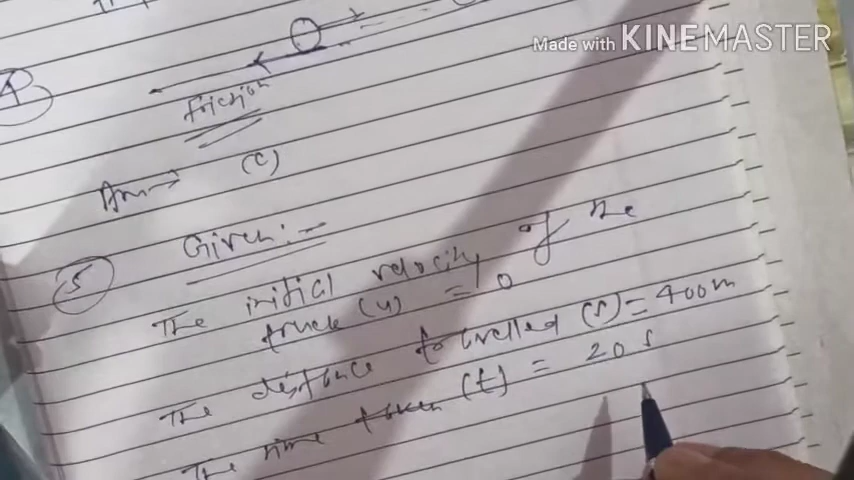 Made with KINEMASTER
4
friction
Ans → (c)
5 Given:-
The initial velocity of the
truck (u) = 0
The distance travelled (s) = 400m
The time taken (t) = 20 s